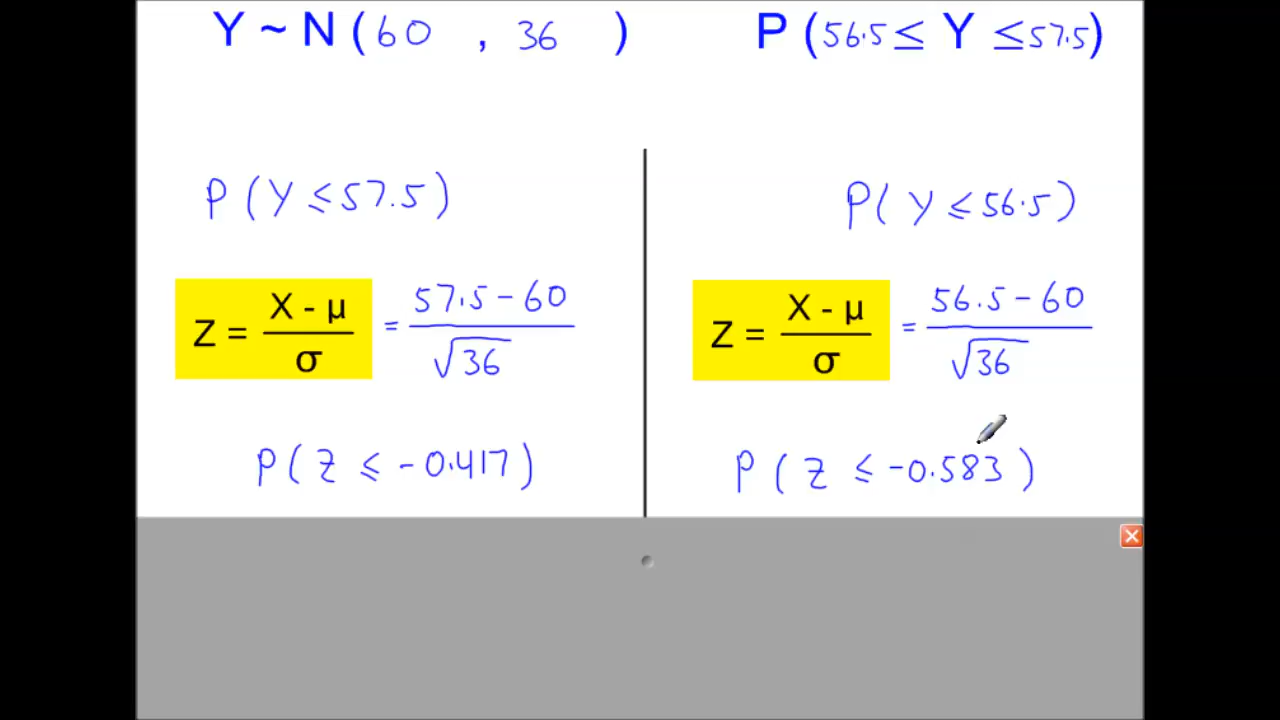 Y ~ N ( 60 , 36 ) P ( 56.5 ≤ Y ≤ 57.5 )
P ( Y ≤ 57.5 ) P ( Y ≤ 56.5 )
Z = X - μ / σ = 57.5 - 60 / √36 Z = X - μ / σ = 56.5 - 60 / √36
P ( Z ≤ -0.417 ) P ( Z ≤ -0.583 )